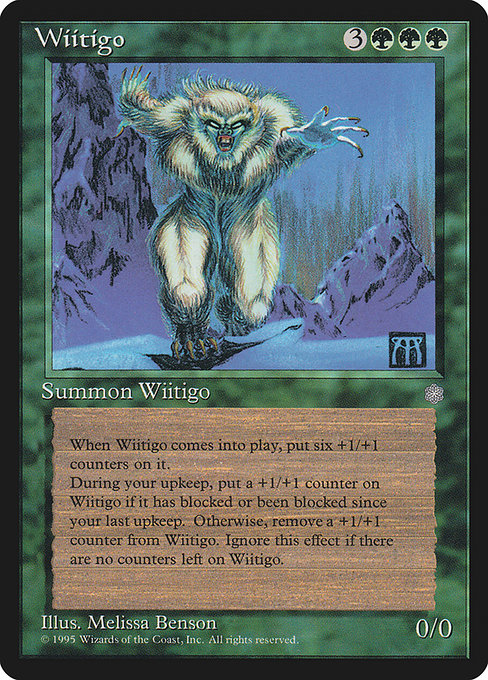 Wiitigo
3
Summon Wiitigo
When Wiitigo comes into play, put six +1/+1
counters on it.
During your upkeep, put a +1/+1 counter on
Wiitigo if it has blocked or been blocked since
your last upkeep. Otherwise, remove a +1/+1
counter from Wiitigo. Ignore this effect if there
are no counters left on Wiitigo.
Illus. Melissa Benson
© 1995 Wizards of the Coast, Inc. All rights reserved.
0/0